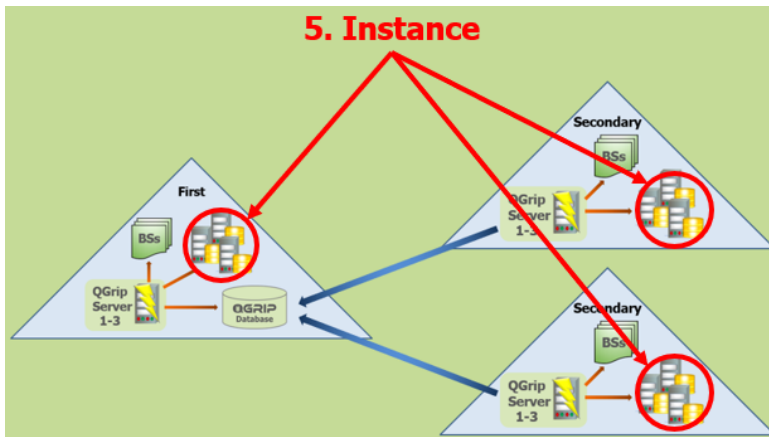 5. Instance
First
BSs
QGrip
Server
1-3
QGRIP
Database
Secondary
BSs
QGrip
Server
1-3
Secondary
BSs
QGrip
Server
1-3